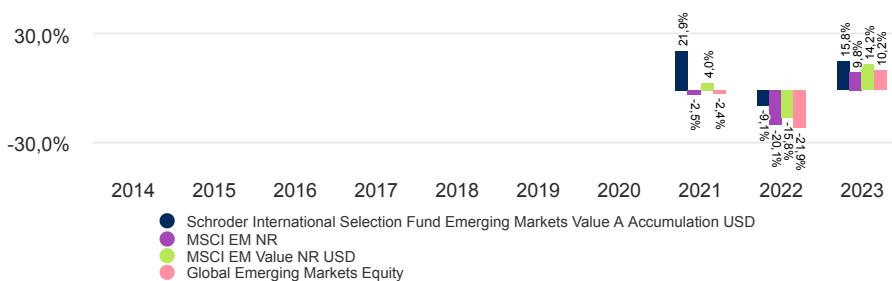 30,0%
-30,0%
21,9%
-2,5%
4,0%
-2,4%
-9,1%
-20,1%
-15,8%
-21,9%
15,8%
9,8%
14,2%
10,2%
2014 2015 2016 2017 2018 2019 2020 2021 2022 2023
Schroder International Selection Fund Emerging Markets Value A Accumulation USD
MSCI EM NR
MSCI EM Value NR USD
Global Emerging Markets Equity